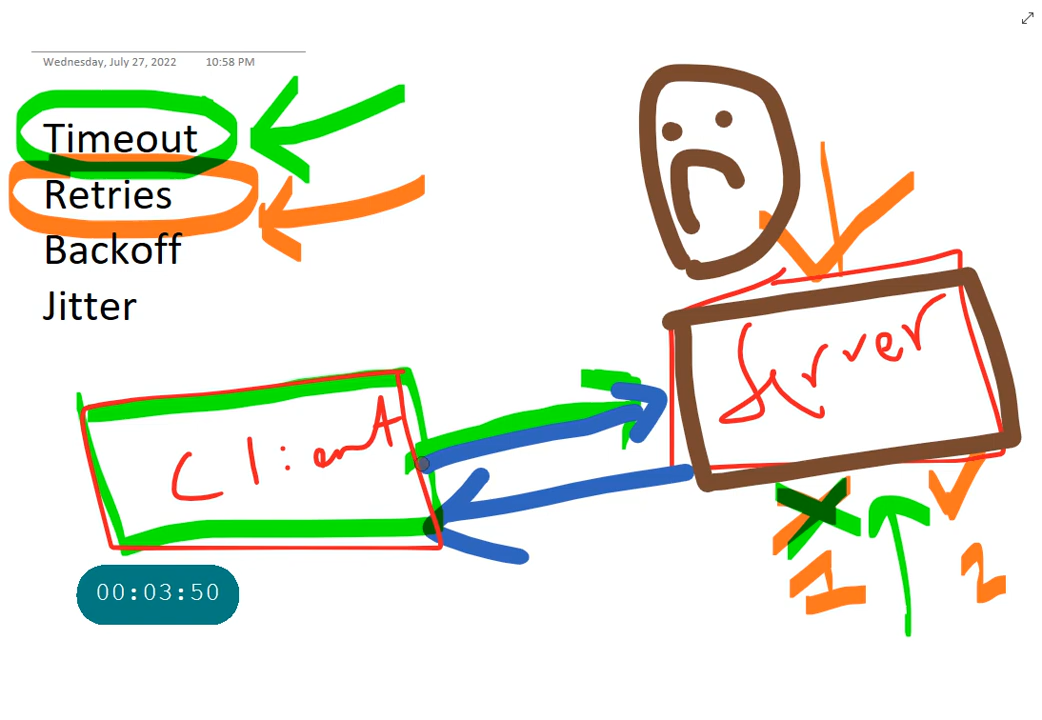 Wednesday, July 27, 2022 10:58 PM
Timeout
Retries
Backoff
Jitter
Server
Client
00:03:50
1 2